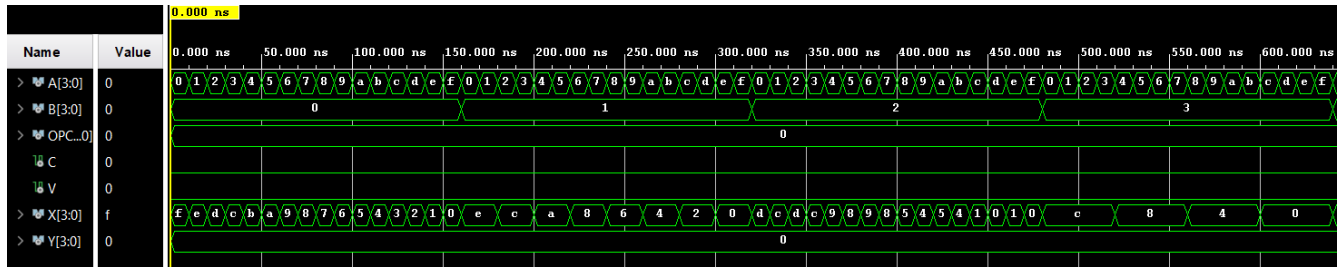 0.000 ns
Name Value 0.000 ns 50.000 ns 100.000 ns 150.000 ns 200.000 ns 250.000 ns 300.000 ns 350.000 ns 400.000 ns 450.000 ns 500.000 ns 550.000 ns 600.000 ns
A[3:0] 0 0 1 2 3 4 5 6 7 8 9 a b c d e f 0 1 2 3 4 5 6 7 8 9 a b c d e f 0 1 2 3 4 5 6 7 8 9 a b c d e f 0 1 2 3 4 5 6 7 8 9 a b c d e f
B[3:0] 0 0 1 2 3
OPC...0] 0 0
C 0
V 0
X[3:0] f f e d c b a 9 8 7 6 5 4 3 2 1 0 e c a 8 6 4 2 0 d c d c 9 8 9 8 5 4 5 4 1 0 1 0 c 8 4 0
Y[3:0] 0 0